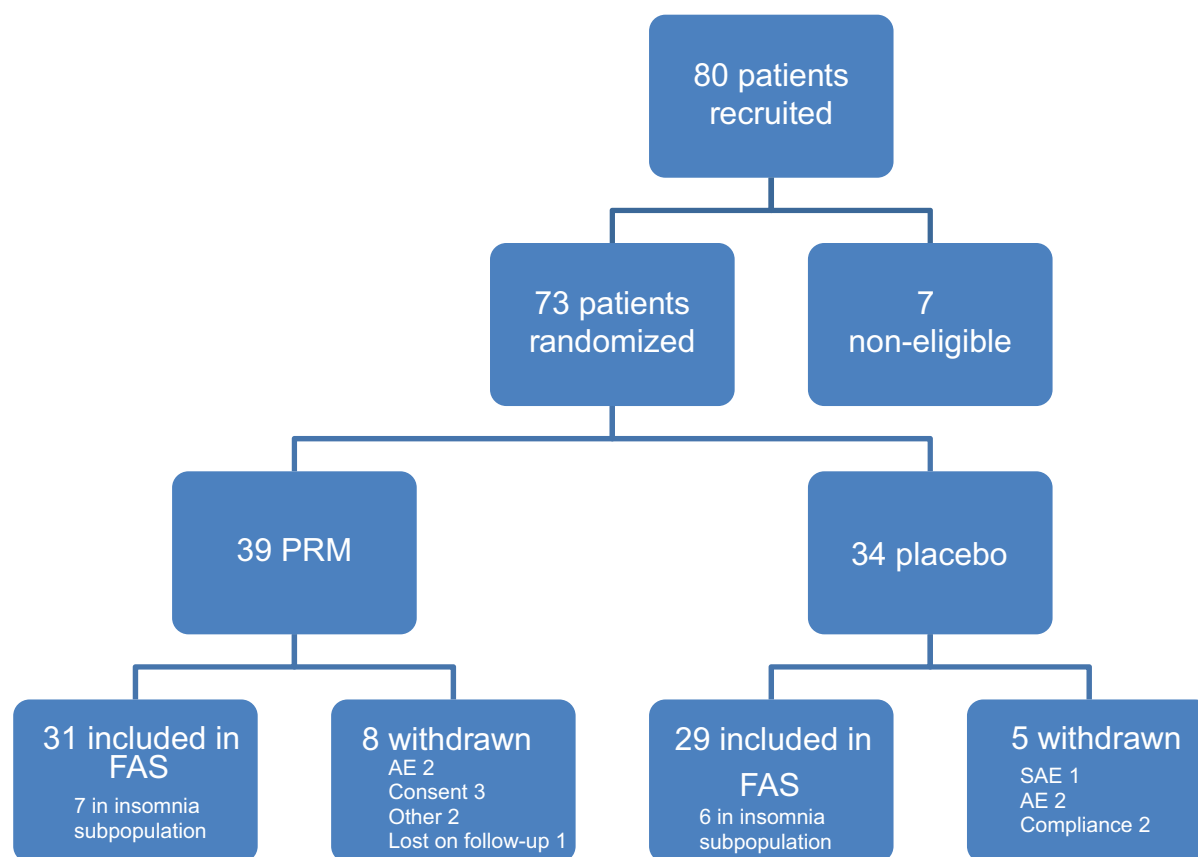 80 patients
recruited
73 patients
randomized
7
non-eligible
39 PRM
34 placebo
31 included in
FAS
7 in insomnia
subpopulation
8 withdrawn
AE 2
Consent 3
Other 2
Lost on follow-up 1
29 included in
FAS
6 in insomnia
subpopulation
5 withdrawn
SAE 1
AE 2
Compliance 2